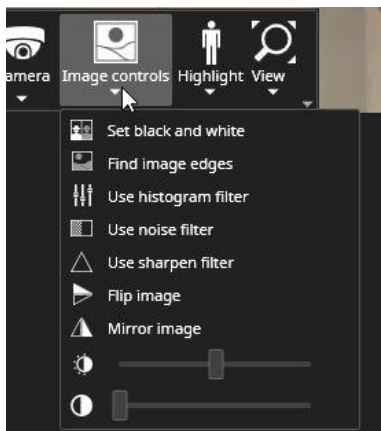 amera Image controls Highlight View
Set black and white
Find image edges
Use histogram filter
Use noise filter
Use sharpen filter
Flip image
Mirror image